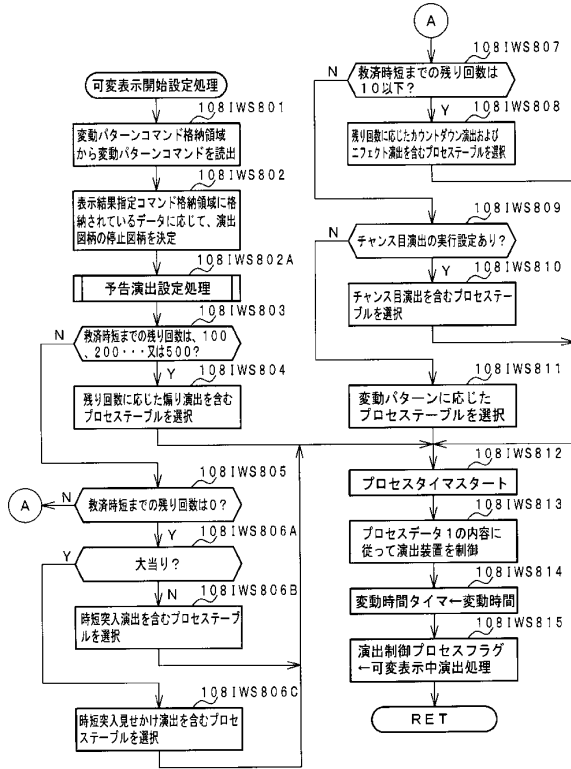 可変表示開始設定処理
108IWS801
変動パターンコマンド格納領域
から変動パターンコマンドを読出
108IWS802
表示結果指定コマンド格納領域に格
納されているデータに応じて、演出
図柄の停止図柄を決定
108IWS802A
予告演出設定処理
108IWS803
N
救済時短までの残り回数は、100
、200・・・又は500?
Y
108IWS804
残り回数に応じた煽り演出を含む
プロセステーブルを選択
108IWS805
A
N
救済時短までの残り回数は0?
Y
108IWS806A
Y
大当り?
N
108IWS806B
時短突入演出を含むプロセステーブ
ルを選択
108IWS806C
時短突入見せかけ演出を含むプロセ
ステーブルを選択
A
108IWS807
N
救済時短までの残り回数は
10以下?
Y
108IWS808
残り回数に応じたカウントダウン演出および
ニフェクト演出を含むプロセステーブルを選択
108IWS809
N
チャンス目演出の実行設定あり?
Y
108IWS810
チャンス目演出を含むプロセステー
ブルを選択
108IWS811
変動パターンに応じた
プロセステーブルを選択
108IWS812
プロセスタイマスタート
108IWS813
プロセスデータ1の内容に
従って演出装置を制御
108IWS814
変動時間タイマ←変動時間
108IWS815
演出制御プロセスフラグ
←可変表示中演出処理
RET